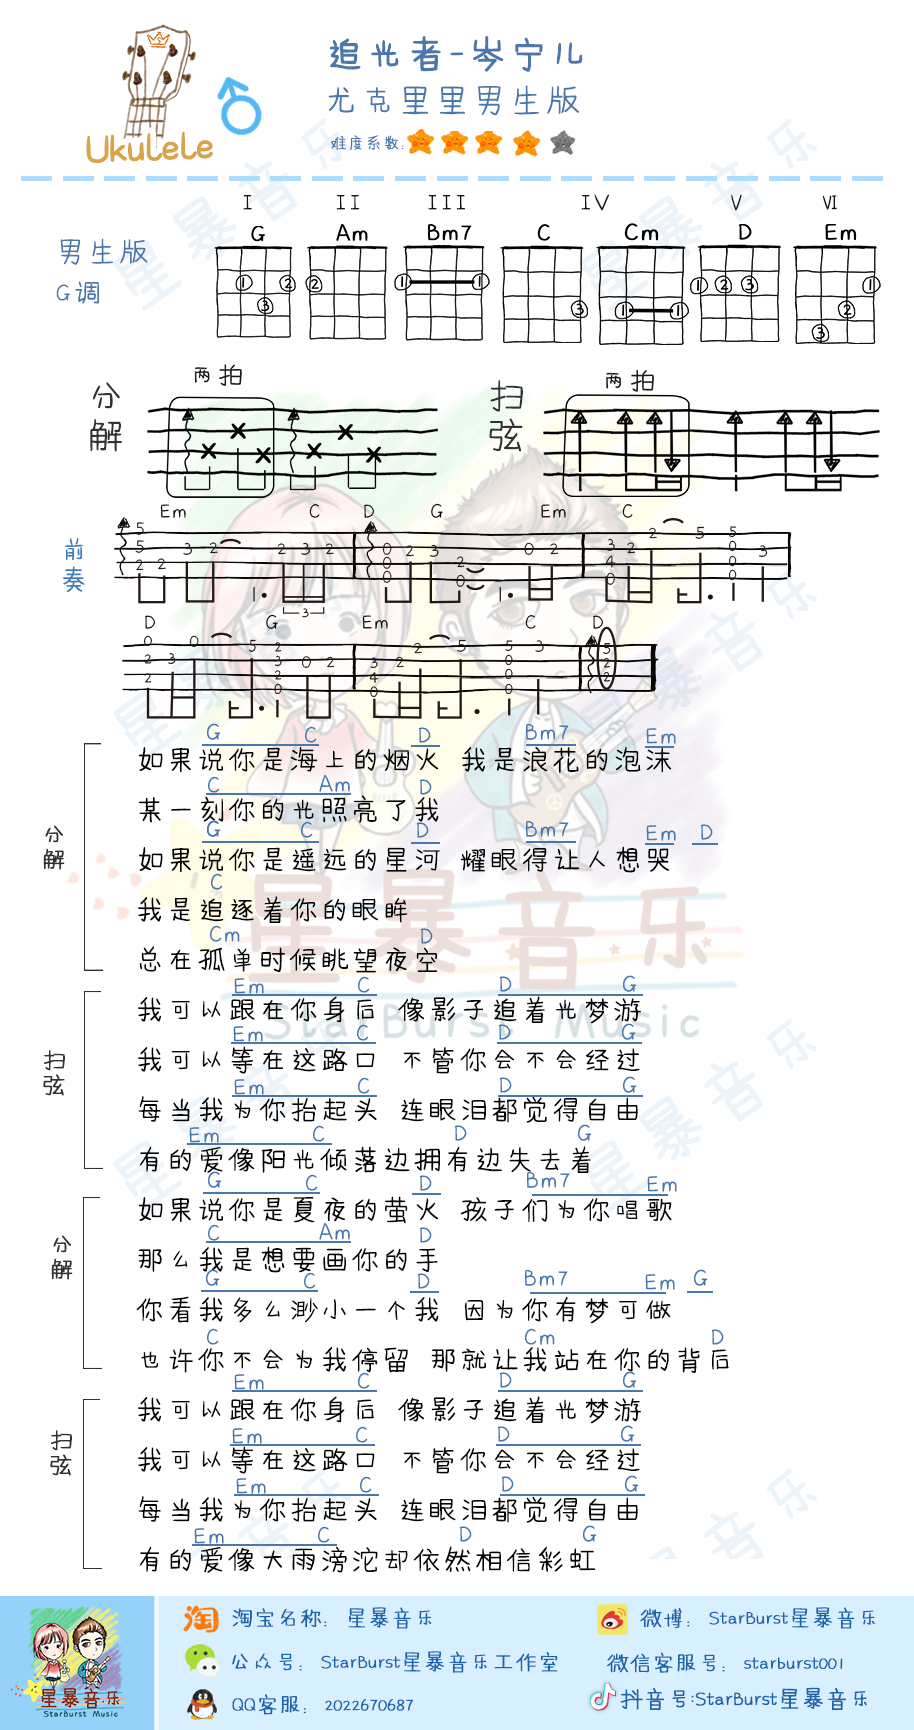 追光者-岑宁儿
尤克里里男生版
Ukulele
难度系数:
I II III IV V VI
男生版
G调
G Am Bm7 C Cm D Em
分解
两拍
扫弦
两拍
前奏
Em C D G Em C
D G Em C D
分解
G C D Bm7 Em
如果说你是海上的烟火 我是浪花的泡沫
C Am D
某一刻你的光照亮了我
G C D Bm7 Em D
如果说你是遥远的星河 耀眼得让人想哭
C
我是追逐着你的眼眸
Cm D
总在孤单时候眺望夜空
扫弦
Em C D G
我可以跟在你身后 像影子追着光梦游
Em C D G
我可以等在这路口 不管你会不会经过
Em C D G
每当我为你抬起头 连眼泪都觉得自由
Em C D G
有的爱像阳光倾落边拥有边失去着
分解
G C D Bm7 Em
如果说你是夏夜的萤火 孩子们为你唱歌
C Am D
那么我是想要画你的手
G C D Bm7 Em G
你看我多么渺小一个我 因为你有梦可做
C Cm D
也许你不会为我停留 那就让我站在你的背后
扫弦
Em C D G
我可以跟在你身后 像影子追着光梦游
Em C D G
我可以等在这路口 不管你会不会经过
Em C D G
每当我为你抬起头 连眼泪都觉得自由
Em C D G
有的爱像大雨滂沱却依然相信彩虹
星暴音乐
StarBurst Music
淘 淘宝名称: 星暴音乐
微博: StarBurst星暴音乐
公众号: StarBurst星暴音乐工作室
微信客服号: starburst001
QQ客服: 2022670687
抖音号:StarBurst星暴音乐
星暴音乐
StarBurst Music